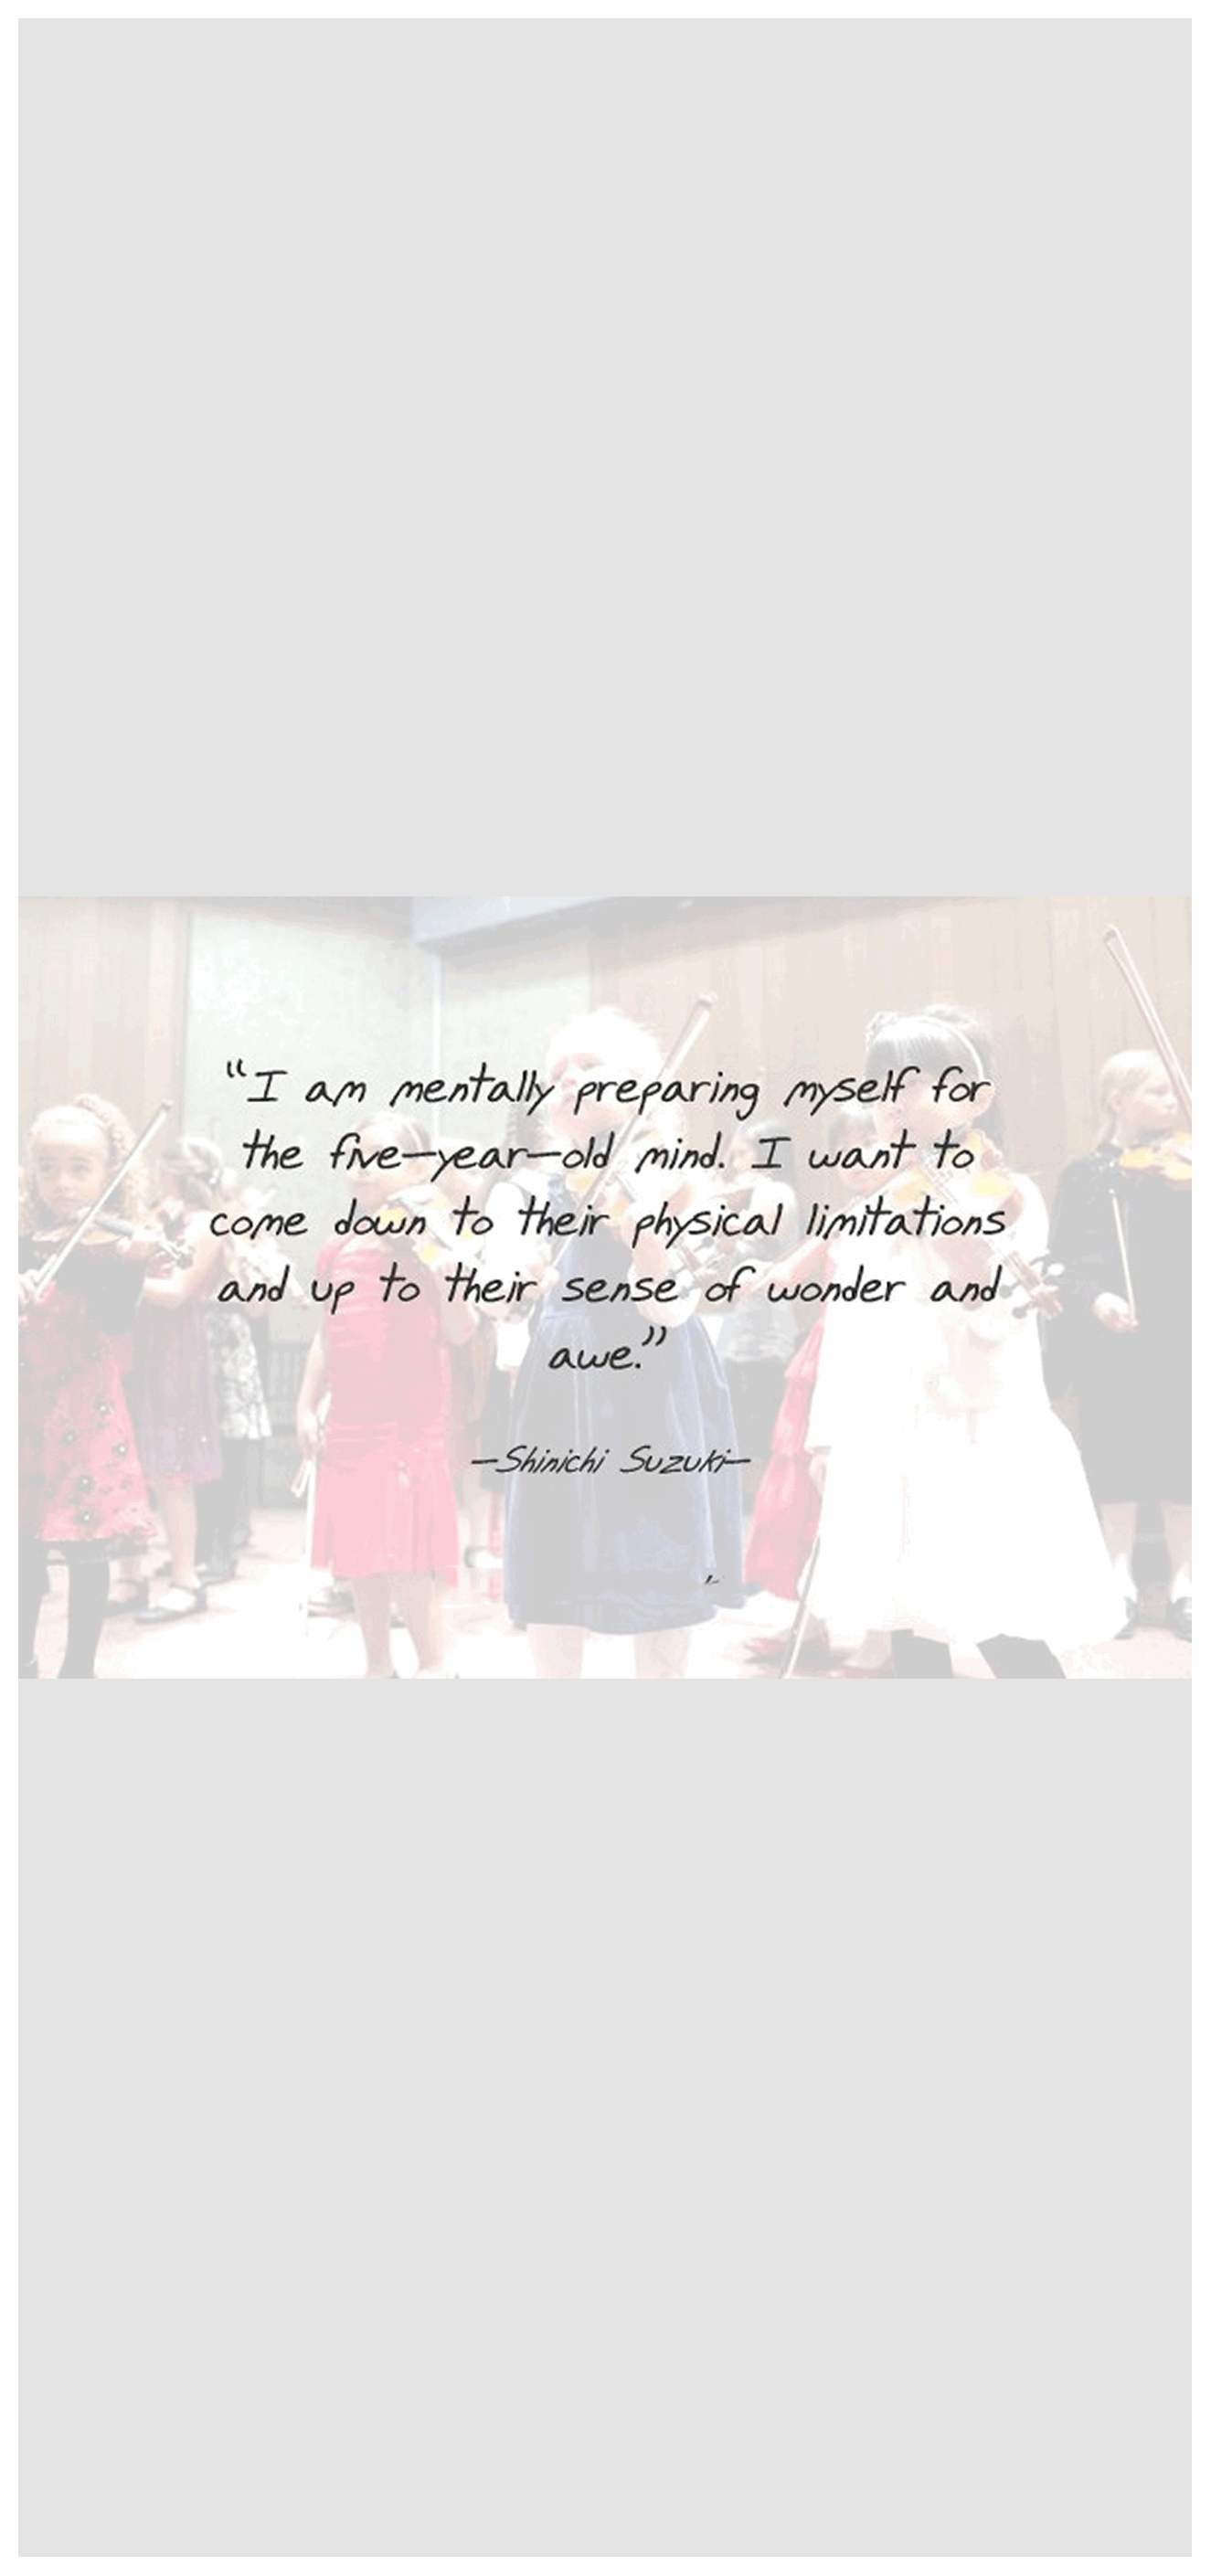 “I am mentally preparing myself for
the five-year-old mind. I want to
come down to their physical limitations
and up to their sense of wonder and
awe.”
-Shinichi Suzuki-